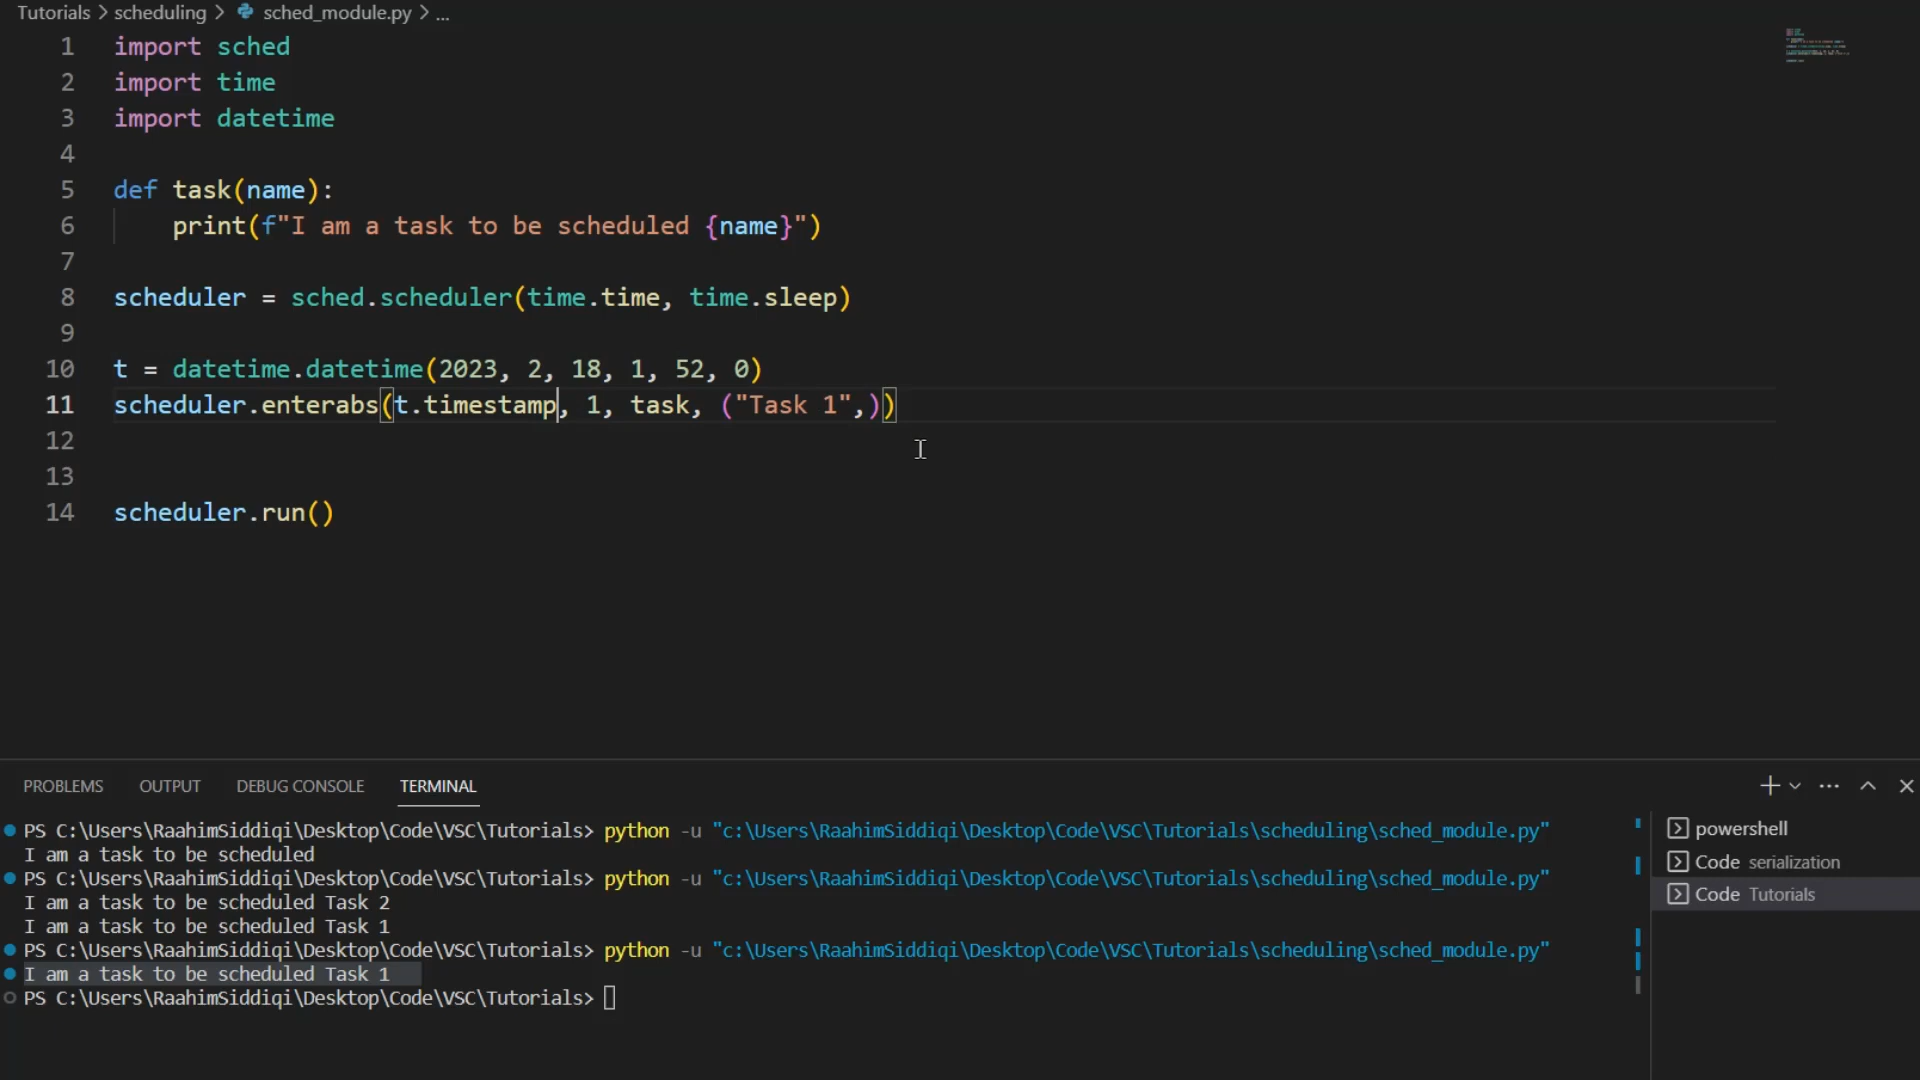 Tutorials > scheduling > sched_module.py > ...
1 import sched
2 import time
3 import datetime
4
5 def task(name):
6     print(f"I am a task to be scheduled {name}")
7
8 scheduler = sched.scheduler(time.time, time.sleep)
9
10 t = datetime.datetime(2023, 2, 18, 1, 52, 0)
11 scheduler.enterabs(t.timestamp, 1, task, ("Task 1",))
12
13
14 scheduler.run()
PROBLEMS OUTPUT DEBUG CONSOLE TERMINAL
PS C:\Users\RaahimSiddiqi\Desktop\Code\VSC\Tutorials> python -u "c:\Users\RaahimSiddiqi\Desktop\Code\VSC\Tutorials\scheduling\sched_module.py"
I am a task to be scheduled
PS C:\Users\RaahimSiddiqi\Desktop\Code\VSC\Tutorials> python -u "c:\Users\RaahimSiddiqi\Desktop\Code\VSC\Tutorials\scheduling\sched_module.py"
I am a task to be scheduled Task 2
I am a task to be scheduled Task 1
PS C:\Users\RaahimSiddiqi\Desktop\Code\VSC\Tutorials> python -u "c:\Users\RaahimSiddiqi\Desktop\Code\VSC\Tutorials\scheduling\sched_module.py"
I am a task to be scheduled Task 1
PS C:\Users\RaahimSiddiqi\Desktop\Code\VSC\Tutorials>
powershell
Code serialization
Code Tutorials